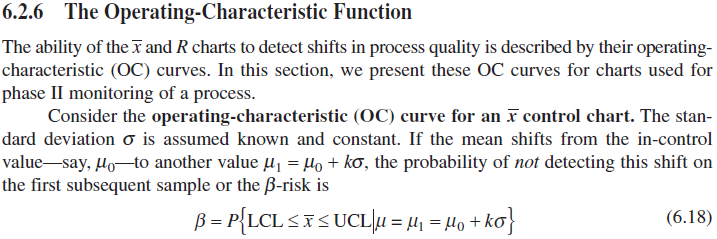 6.2.6 The Operating-Characteristic Function
The ability of the x̅ and R charts to detect shifts in process quality is described by their operating-
characteristic (OC) curves. In this section, we present these OC curves for charts used for
phase II monitoring of a process.
Consider the operating-characteristic (OC) curve for an x̅ control chart. The stan-
dard deviation σ is assumed known and constant. If the mean shifts from the in-control
value—say, μ₀—to another value μ₁ = μ₀ + kσ, the probability of not detecting this shift on
the first subsequent sample or the β-risk is
β = P{LCL ≤ x̅ ≤ UCL|μ = μ₁ = μ₀ + kσ} (6.18)